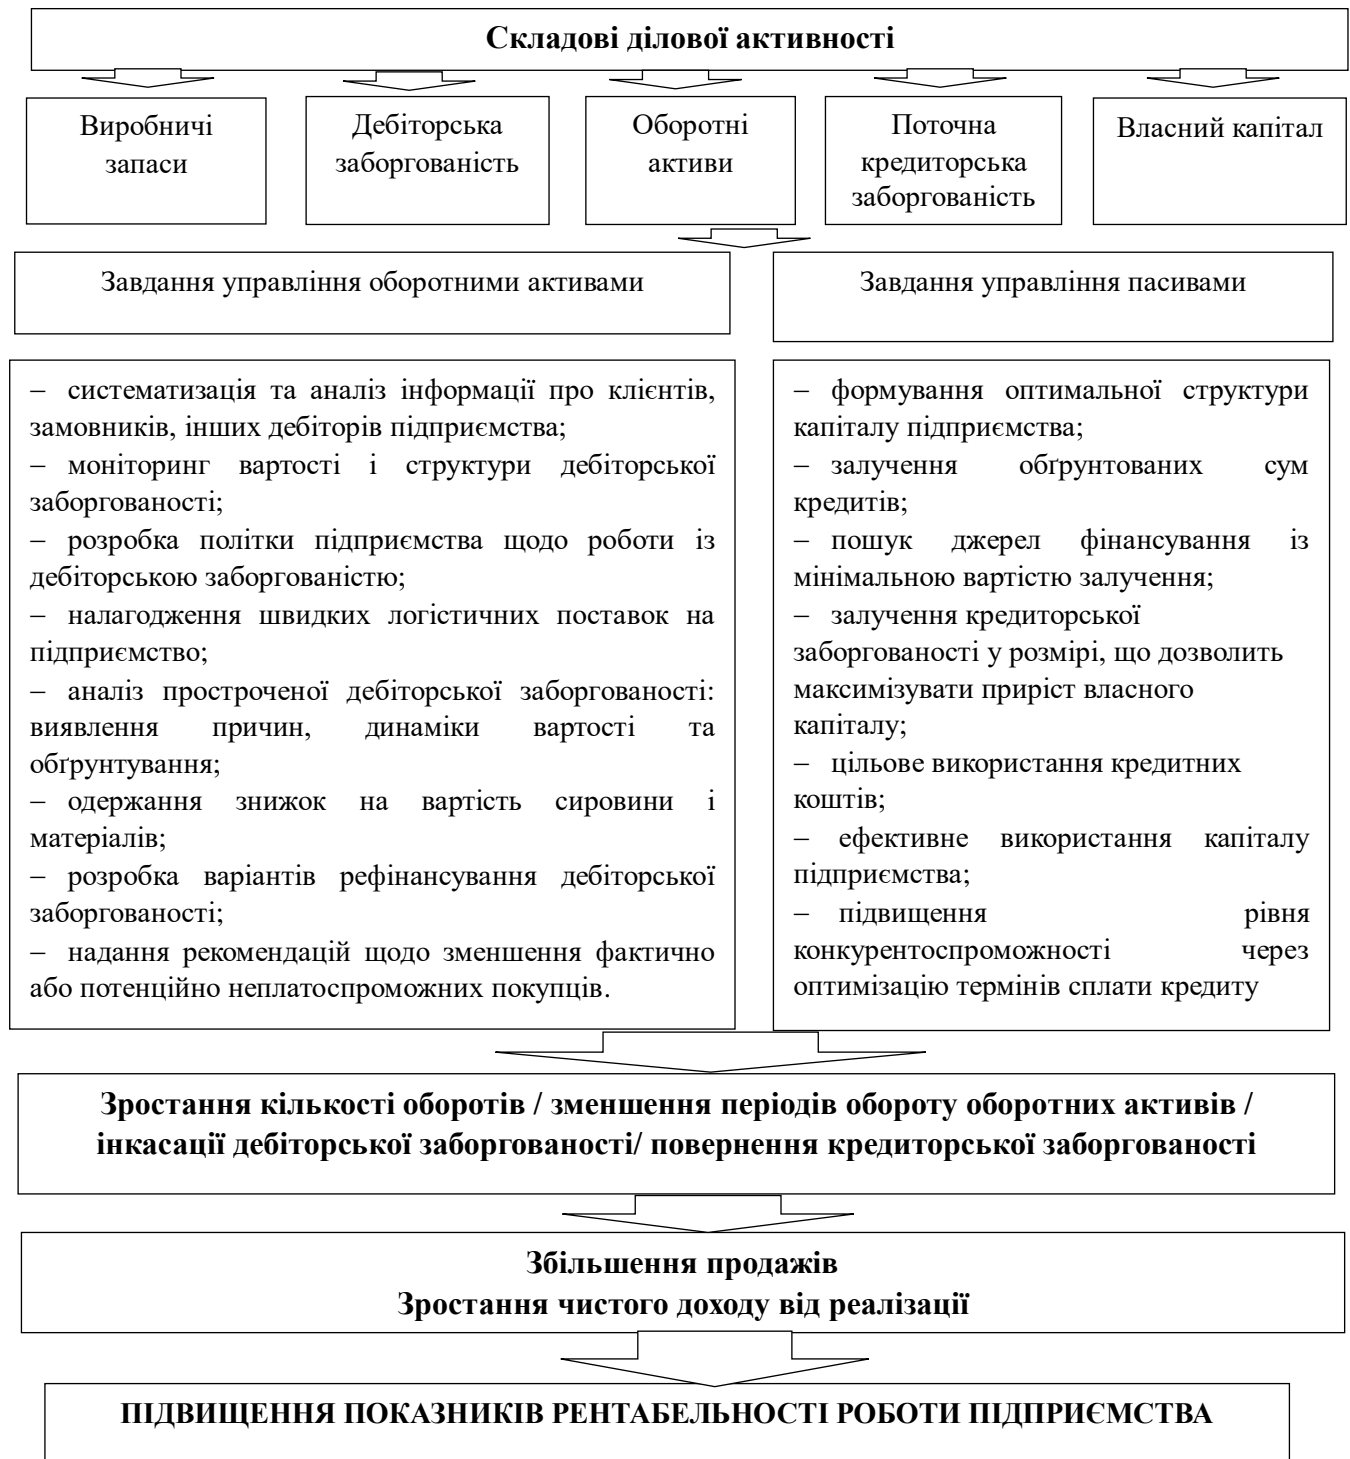 Складові ділової активності
Виробничі
запаси
Дебіторська
заборгованість
Оборотні
активи
Поточна
кредиторська
заборгованість
Власний капітал
Завдання управління оборотними активами
Завдання управління пасивами
– систематизація та аналіз інформації про клієнтів,
замовників, інших дебіторів підприємства;
– моніторинг вартості і структури дебіторської
заборгованості;
– розробка політки підприємства щодо роботи із
дебіторською заборгованістю;
– налагодження швидких логістичних поставок на
підприємство;
– аналіз простроченої дебіторської заборгованості:
виявлення причин, динаміки вартості та
обґрунтування;
– одержання знижок на вартість сировини і
матеріалів;
– розробка варіантів рефінансування дебіторської
заборгованості;
– надання рекомендацій щодо зменшення фактично
або потенційно неплатоспроможних покупців.
– формування оптимальної структури
капіталу підприємства;
– залучення обґрунтованих сум
кредитів;
– пошук джерел фінансування із
мінімальною вартістю залучення;
– залучення кредиторської
заборгованості у розмірі, що дозволить
максимізувати приріст власного
капіталу;
– цільове використання кредитних
коштів;
– ефективне використання капіталу
підприємства;
– підвищення рівня
конкурентоспроможності через
оптимізацію термінів сплати кредиту
Зростання кількості оборотів / зменшення періодів обороту оборотних активів /
інкасації дебіторської заборгованості/ повернення кредиторської заборгованості
Збільшення продажів
Зростання чистого доходу від реалізації
ПІДВИЩЕННЯ ПОКАЗНИКІВ РЕНТАБЕЛЬНОСТІ РОБОТИ ПІДПРИЄМСТВА